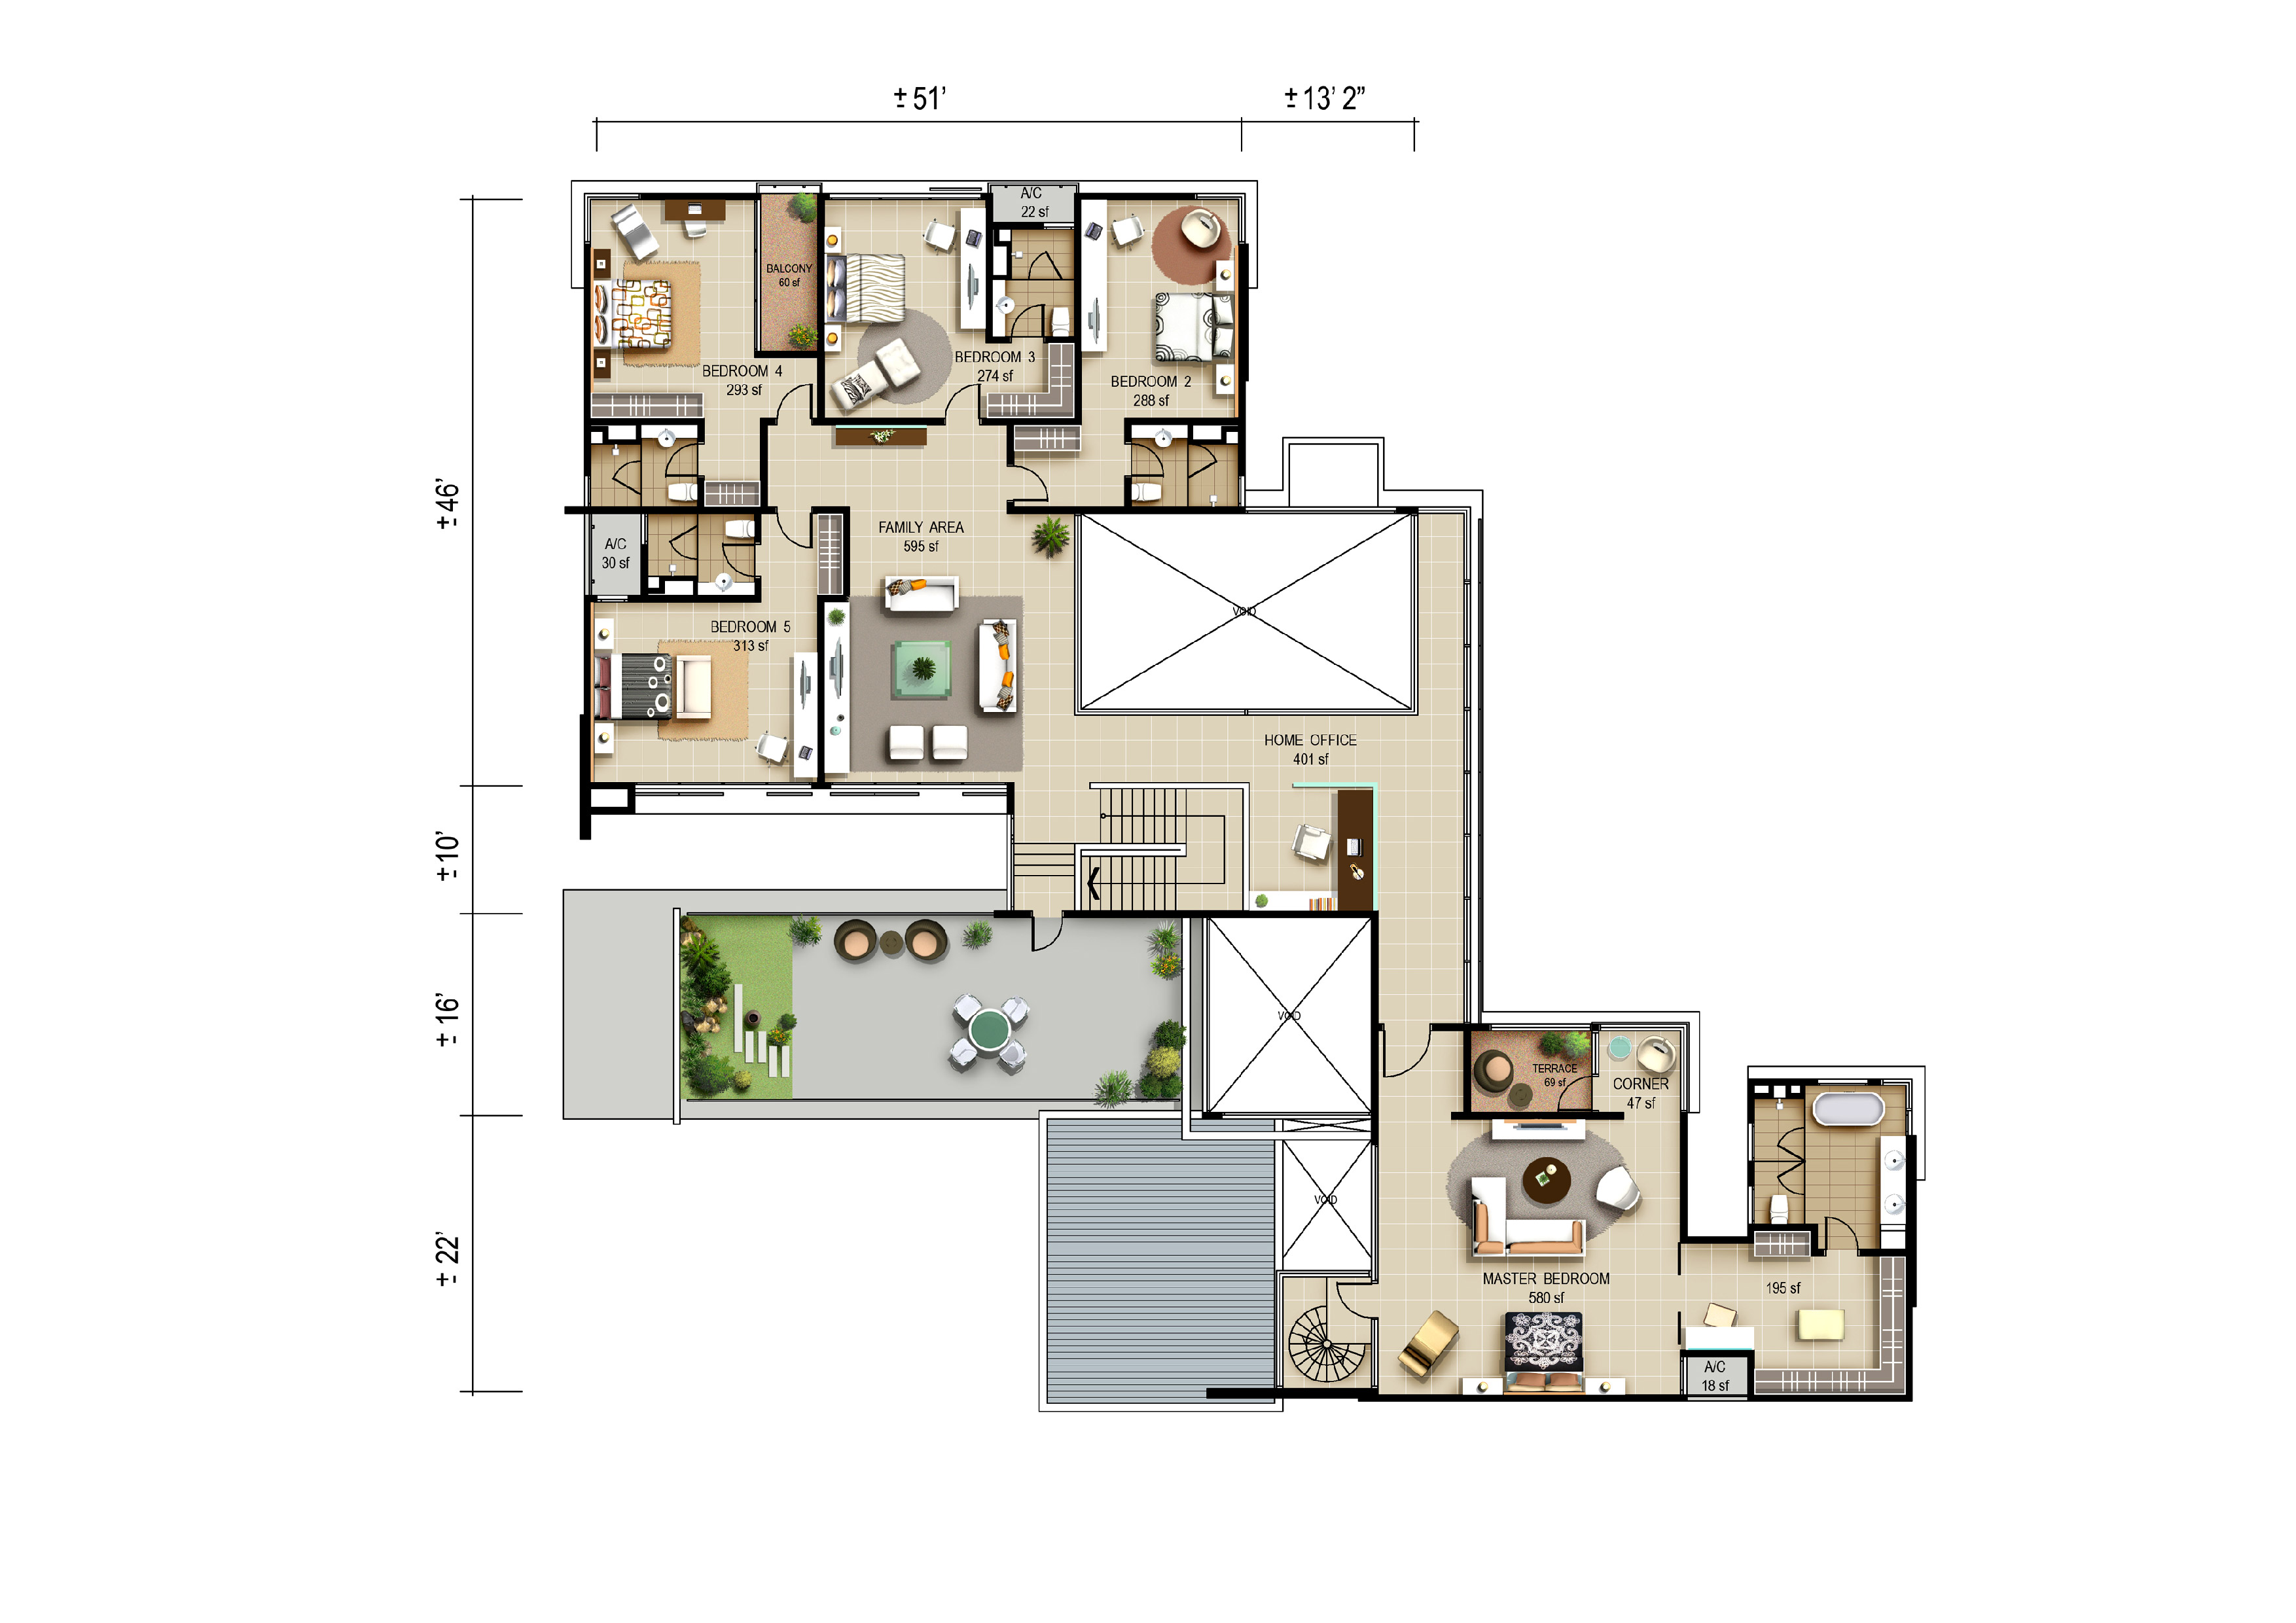 ± 51’
± 13’ 2”
A/C
22 sf
BALCONY
60 sf
BEDROOM 3
274 sf
BEDROOM 4
293 sf
BEDROOM 2
288 sf
± 46’
FAMILY AREA
595 sf
A/C
30 sf
VOID
BEDROOM 5
313 sf
HOME OFFICE
401 sf
± 10’
± 16’
VOID
TERRACE
69 sf
CORNER
47 sf
VOID
± 22’
MASTER BEDROOM
580 sf
195 sf
A/C
18 sf